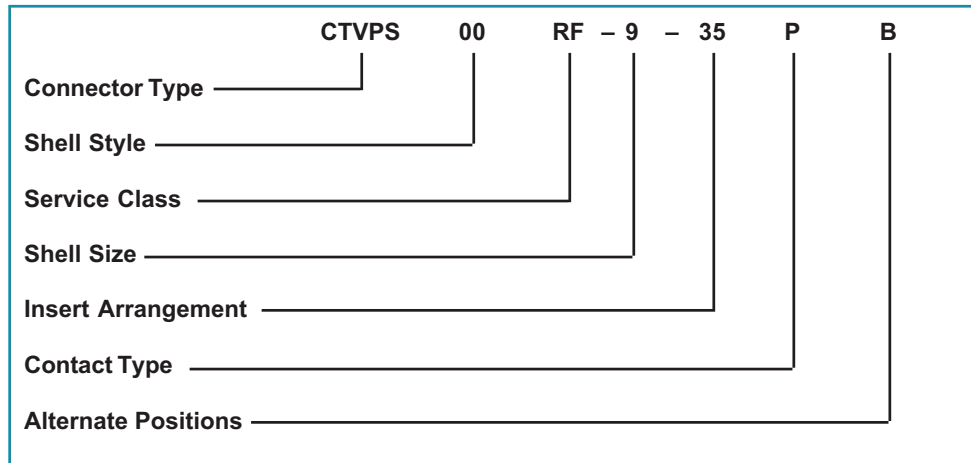 CTVPS 00 RF – 9 – 35 P B
Connector Type
Shell Style
Service Class
Shell Size
Insert Arrangement
Contact Type
Alternate Positions